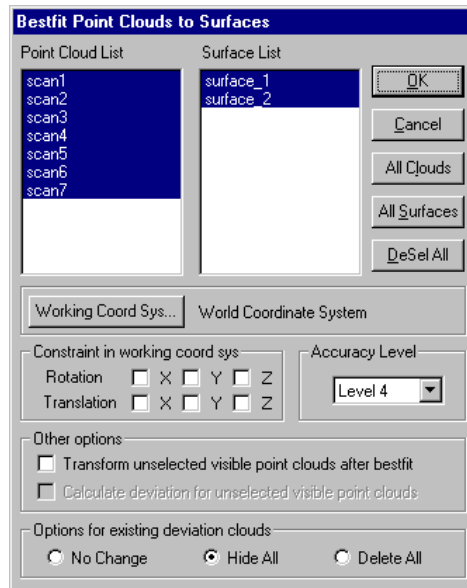 Bestfit Point Clouds to Surfaces
Point Cloud List
Surface List
scan1
scan2
scan3
scan4
scan5
scan6
scan7
surface_1
surface_2
OK
Cancel
All Clouds
All Surfaces
DeSel All
Working Coord Sys... World Coordinate System
Constraint in working coord sys
Rotation X Y Z
Translation X Y Z
Accuracy Level
Level 4
Other options
Transform unselected visible point clouds after bestfit
Calculate deviation for unselected visible point clouds
Options for existing deviation clouds
No Change Hide All Delete All